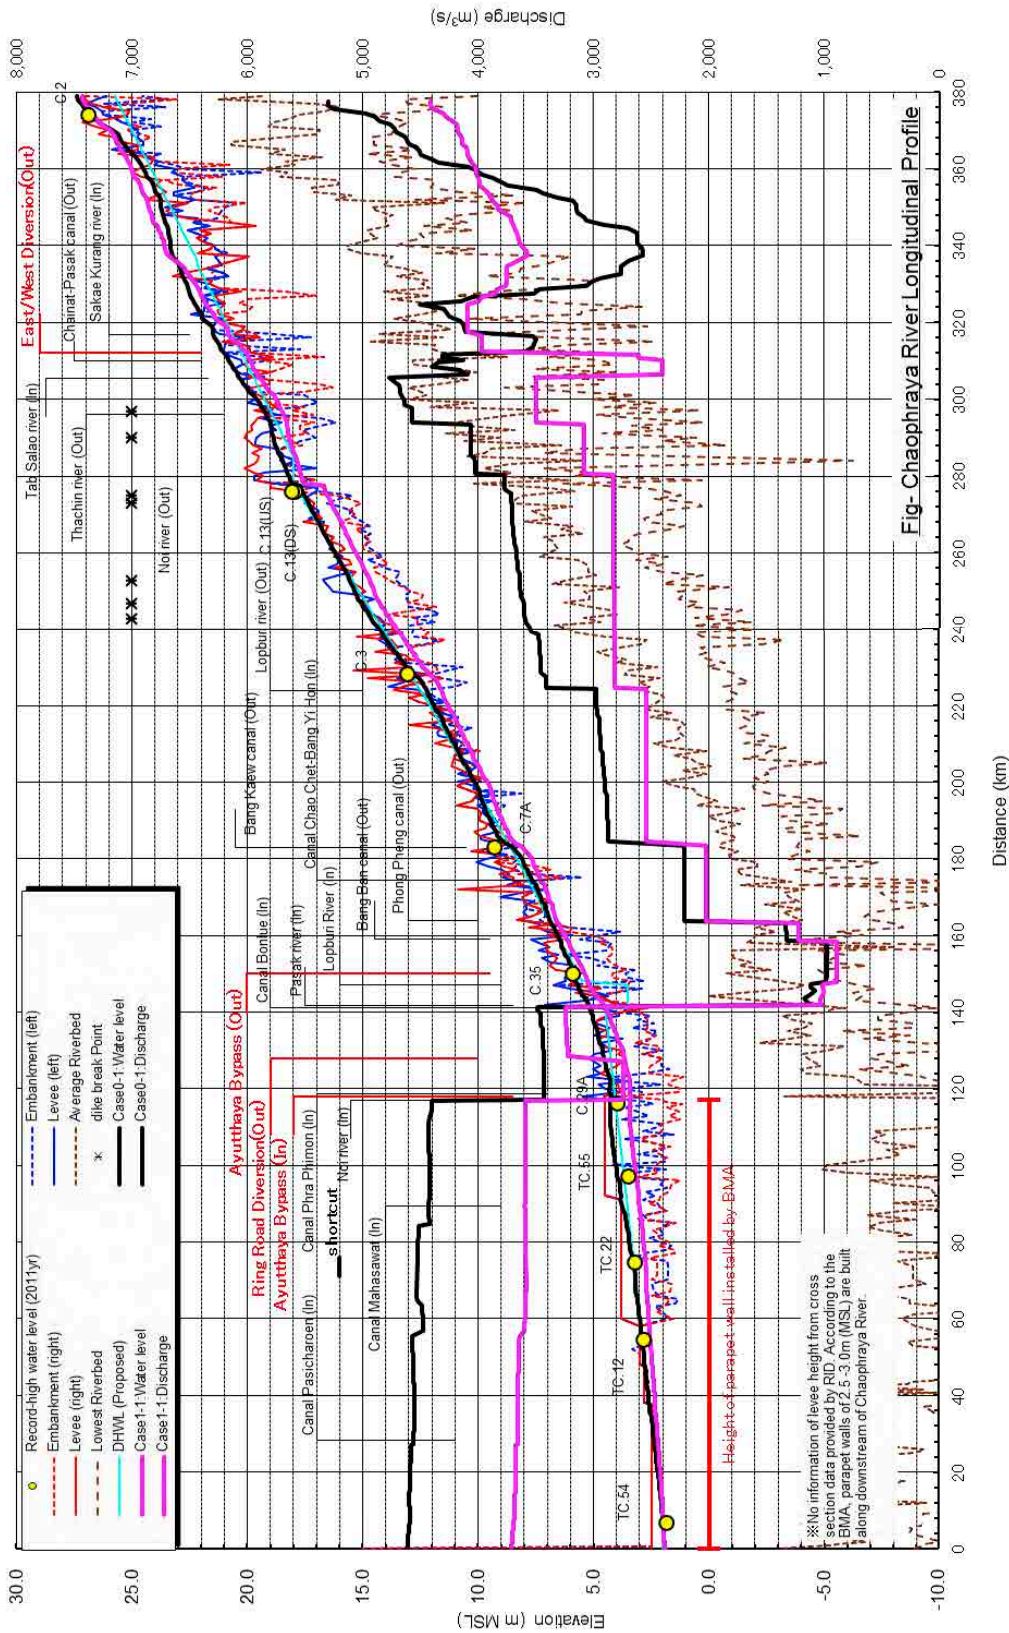 Fig- Chaophraya River Longitudinal Profile
Record-high water level (2011yr)
Embankment (right)
Levee (right)
Lowest Riverbed
DHWL (Proposed)
Case1-1:Water level
Case1-1:Discharge
Embankment (left)
Levee (left)
Average Riverbed
dike break Point
Case0-1:Water level
Case0-1:Discharge
Elevation (m MSL)
30.0
25.0
20.0
15.0
10.0
5.0
0.0
-5.0
-10.0
Discharge (m³/s)
8,000
7,000
6,000
5,000
4,000
3,000
2,000
1,000
0
Distance (km)
0 20 40 60 80 100 120 140 160 180 200 220 240 260 280 300 320 340 360 380
Canal Pasicharoen (In)
Canal Mahasawat (In)
shortcut
Canal Phra Phimon (In)
Noi river (In)
Ring Road Diversion(Out)
Ayutthaya Bypass (In)
Ayutthaya Bypass (Out)
Canal Bonlue (In)
Pasak river (In)
Lopburi River (In)
Bang Ban canal (Out)
Phong Pheng canal (Out)
Bang Kaew canal (Out)
Canal Chao Chet-Bang Yi Hon (In)
Lopburi river (Out)
Noi river (Out)
Thachin river (Out)
Tab Salao river (In)
East/West Diversion(Out)
Chainat-Pasak canal (Out)
Sakae Kurang river (In)
TC.54
TC.12
TC.22
TC.55
C.29A
C.35
C.7A
C.3
C.13(DS)
C.13(US)
C.2
Height of parapet wall installed by BMA
※No information of levee height from cross
section data provided by RID. According to the
BMA, parapet walls of 2.5 -3.0m (MSL) are built
along downstream of Chaophraya River.